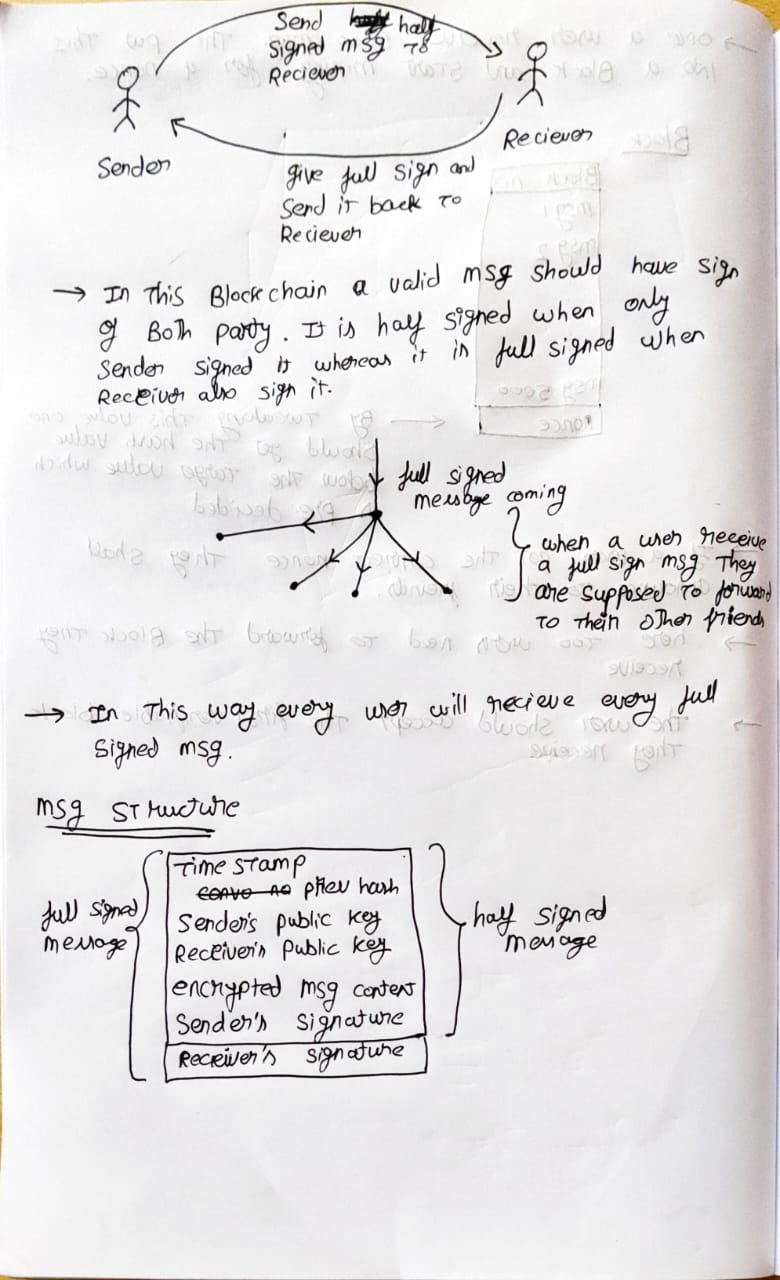 Send half
signed msg to
Reciever
Sender
Reciever
give full sign and
Send it back to
Reciever
→ In This Blockchain a valid msg should have sign
of Both party. It is half signed when only
Sender signed it whereas it is full signed when
Receiver also sign it.
full signed
message coming
when a user receive
a full sign msg They
are supposed to forward
to their other friends
→ In This way every user will recieve every full
signed msg.
msg structure
Time stamp
prev hash
Sender's public key
Receiver's Public key
encrypted msg content
Sender's signature
Receiver's signature
full signed
message
half signed
message